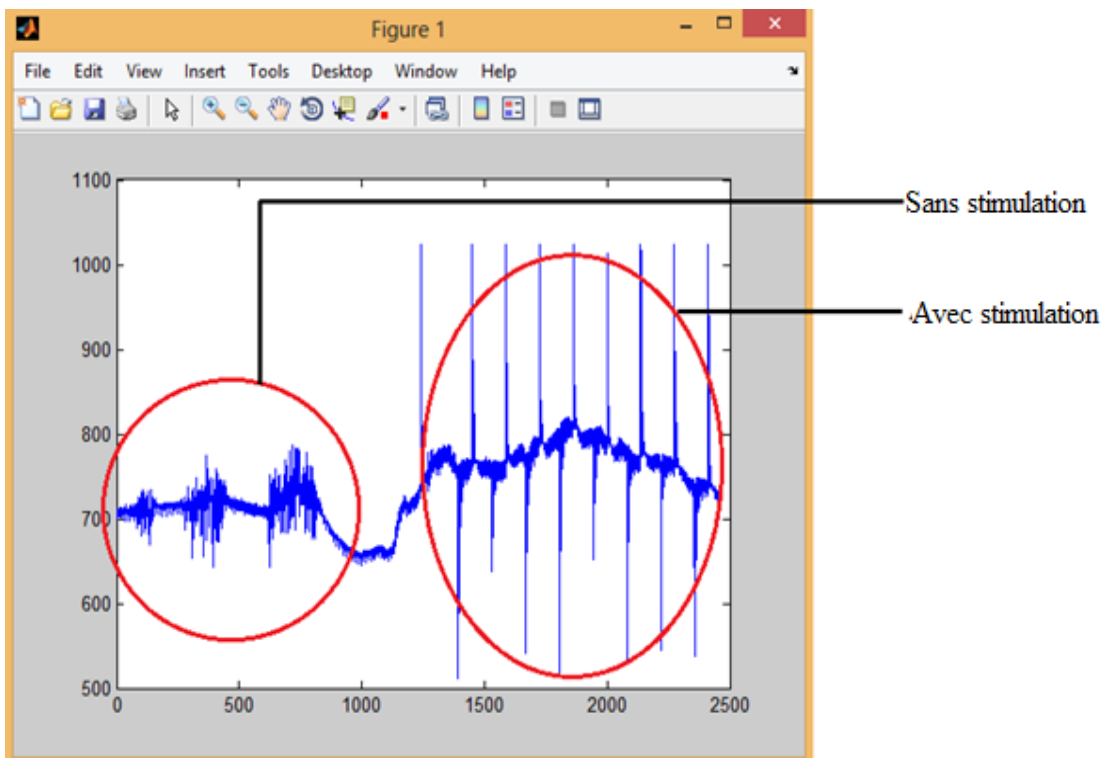 Figure 1
File Edit View Insert Tools Desktop Window Help
1100
1000
900
800
700
600
500
0 500 1000 1500 2000 2500
Sans stimulation
Avec stimulation